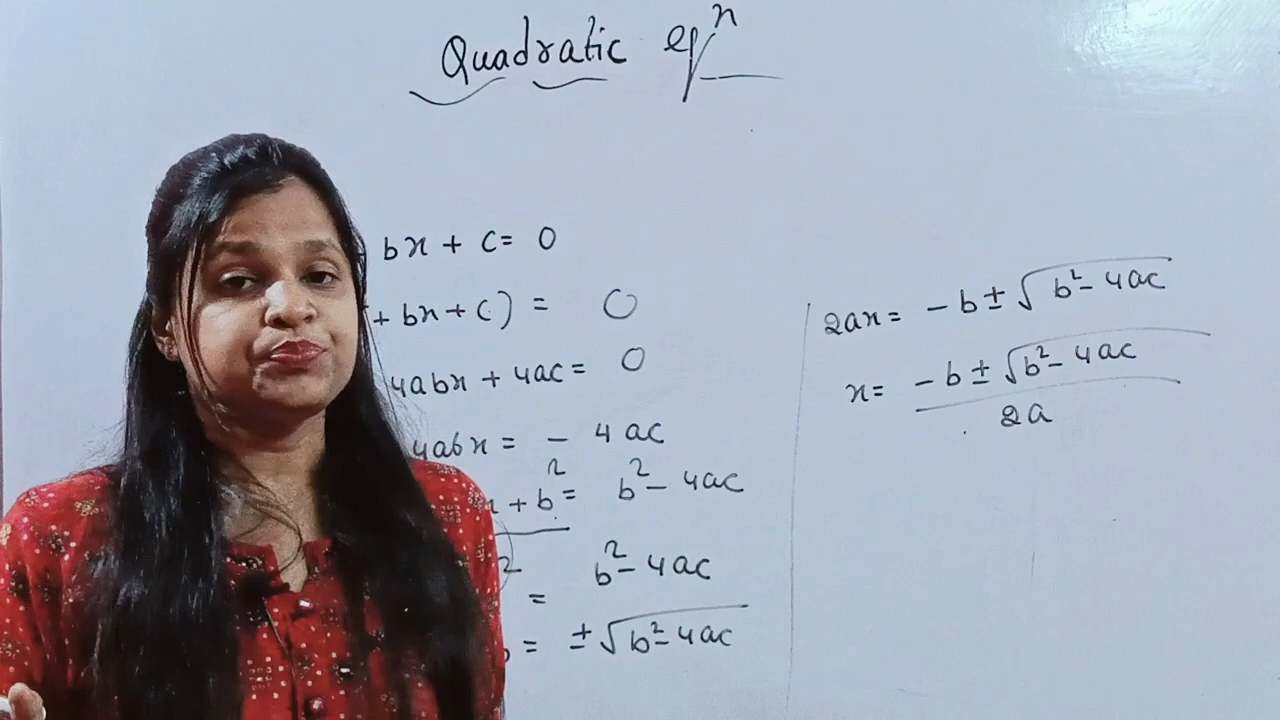 Quadratic eqⁿ
bx + c = 0
+ bx + c) = 0
4abx + 4ac = 0
4abx = - 4ac
x + b² = b² - 4ac
² = b² - 4ac
b = ± √b² - 4ac
2ax = - b ± √b² - 4ac
x = - b ± √b² - 4ac
2a